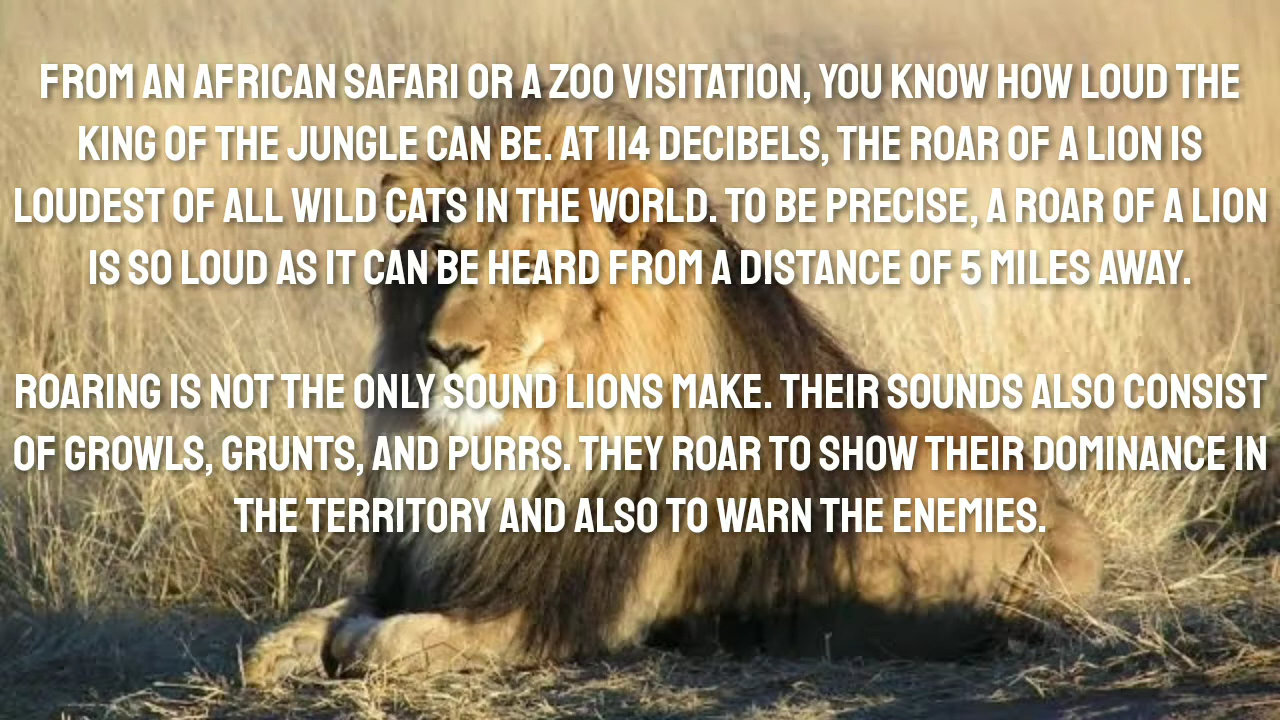 FROM AN AFRICAN SAFARI OR A ZOO VISITATION, YOU KNOW HOW LOUD THE
KING OF THE JUNGLE CAN BE. AT 114 DECIBELS, THE ROAR OF A LION IS
LOUDEST OF ALL WILD CATS IN THE WORLD. TO BE PRECISE, A ROAR OF A LION
IS SO LOUD AS IT CAN BE HEARD FROM A DISTANCE OF 5 MILES AWAY.
ROARING IS NOT THE ONLY SOUND LIONS MAKE. THEIR SOUNDS ALSO CONSIST
OF GROWLS, GRUNTS, AND PURRS. THEY ROAR TO SHOW THEIR DOMINANCE IN
THE TERRITORY AND ALSO TO WARN THE ENEMIES.